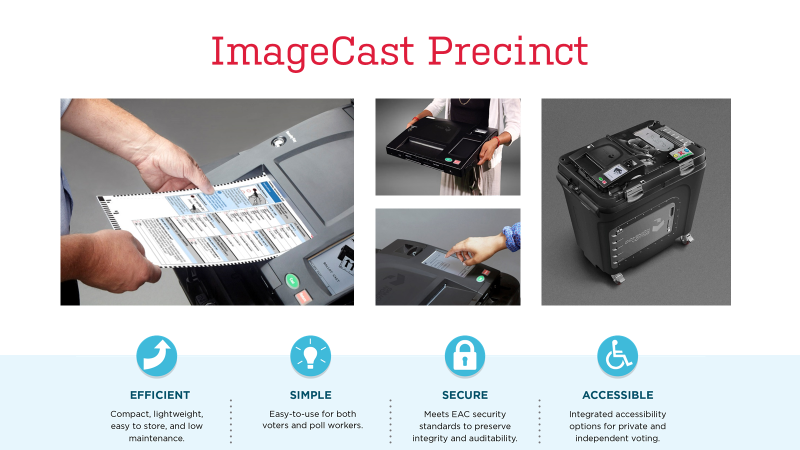 ImageCast Precinct
EFFICIENT
Compact, lightweight,
easy to store, and low
maintenance.
SIMPLE
Easy-to-use for both
voters and poll workers.
SECURE
Meets EAC security
standards to preserve
integrity and auditability.
ACCESSIBLE
Integrated accessibility
options for private and
independent voting.